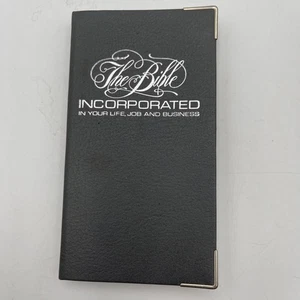 The Bible
INCORPORATED
IN YOUR LIFE, JOB AND BUSINESS